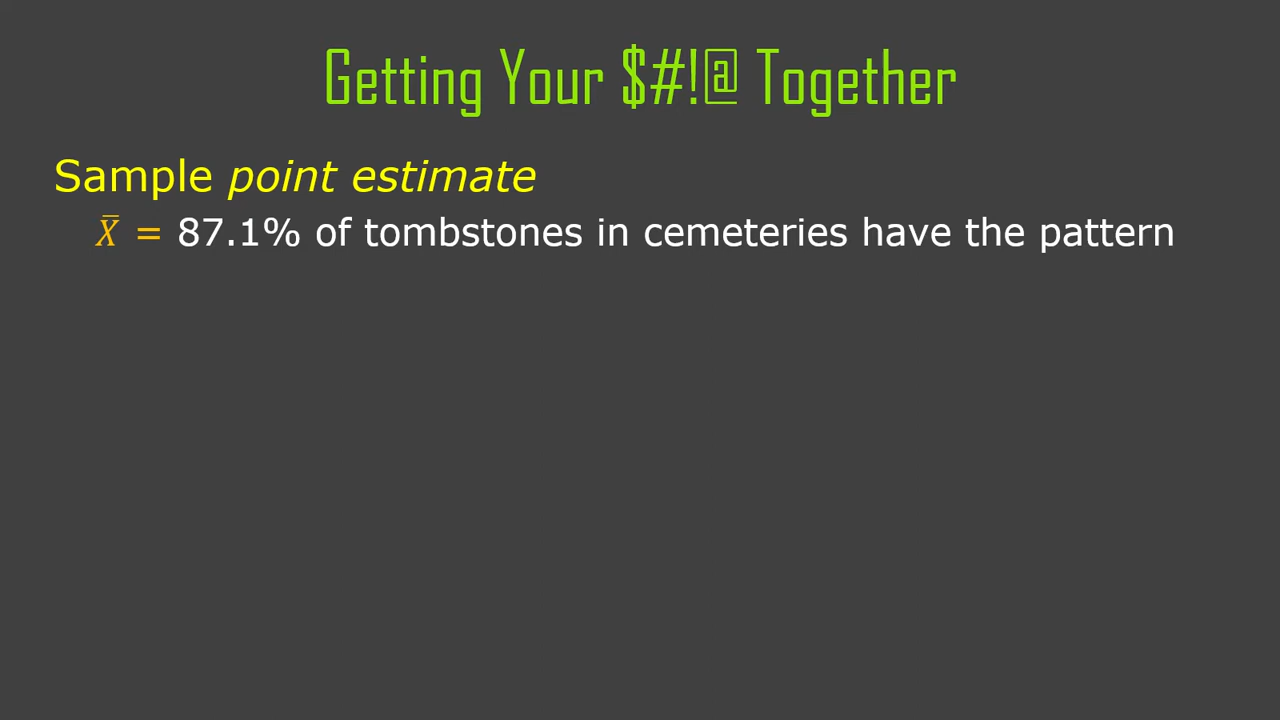 Getting Your $#!@ Together
Sample point estimate
X̄ = 87.1% of tombstones in cemeteries have the pattern